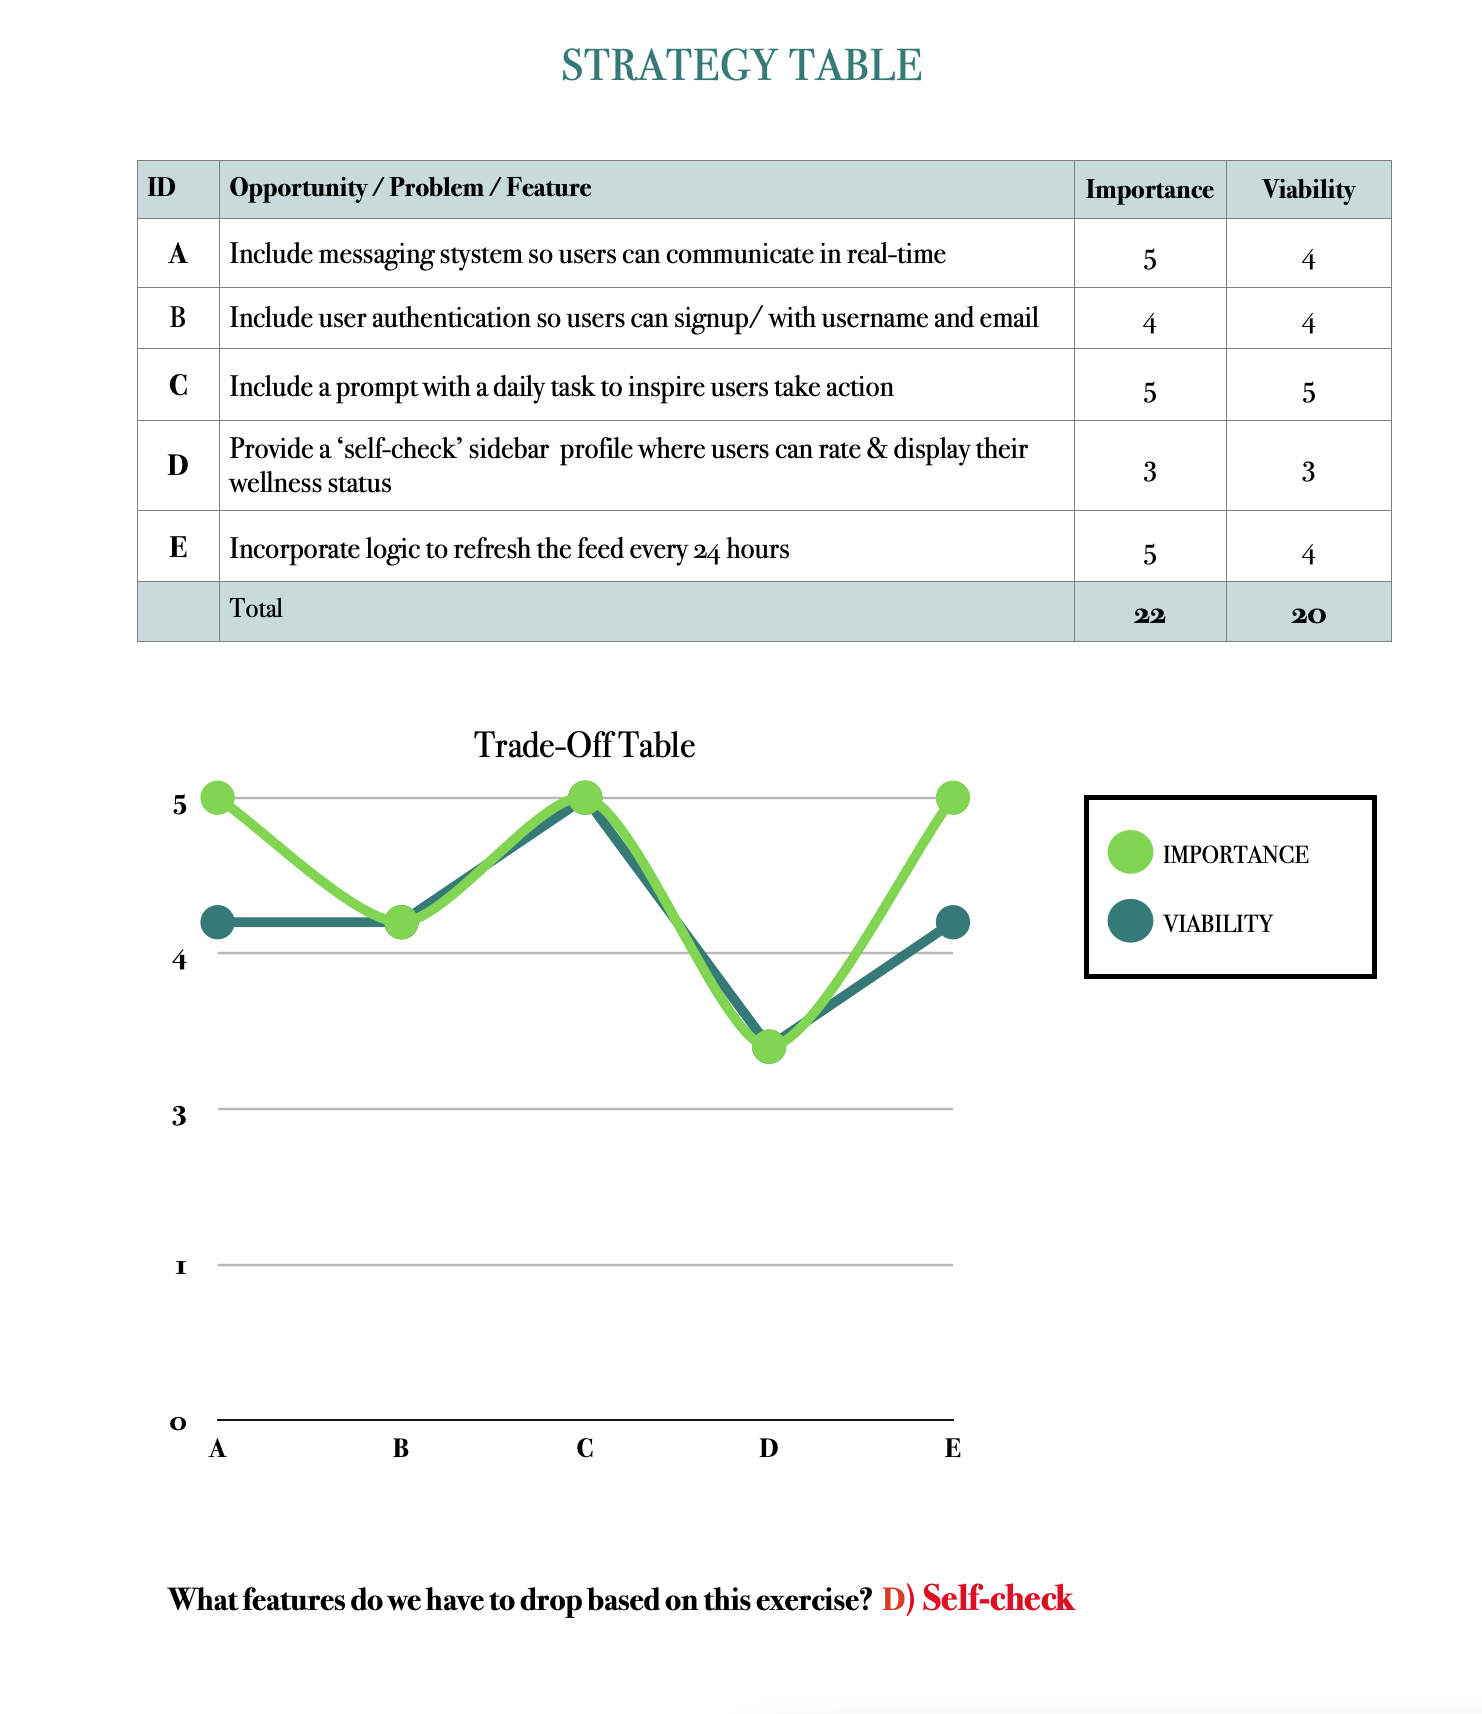 STRATEGY TABLE
ID Opportunity / Problem / Feature Importance Viability
A Include messaging stystem so users can communicate in real-time 5 4
B Include user authentication so users can signup/ with username and email 4 4
C Include a prompt with a daily task to inspire users take action 5 5
D Provide a ‘self-check’ sidebar profile where users can rate & display their
wellness status 3 3
E Incorporate logic to refresh the feed every 24 hours 5 4
Total 22 20
Trade-Off Table
5
4
3
1
0
A B C D E
IMPORTANCE
VIABILITY
What features do we have to drop based on this exercise? D) Self-check